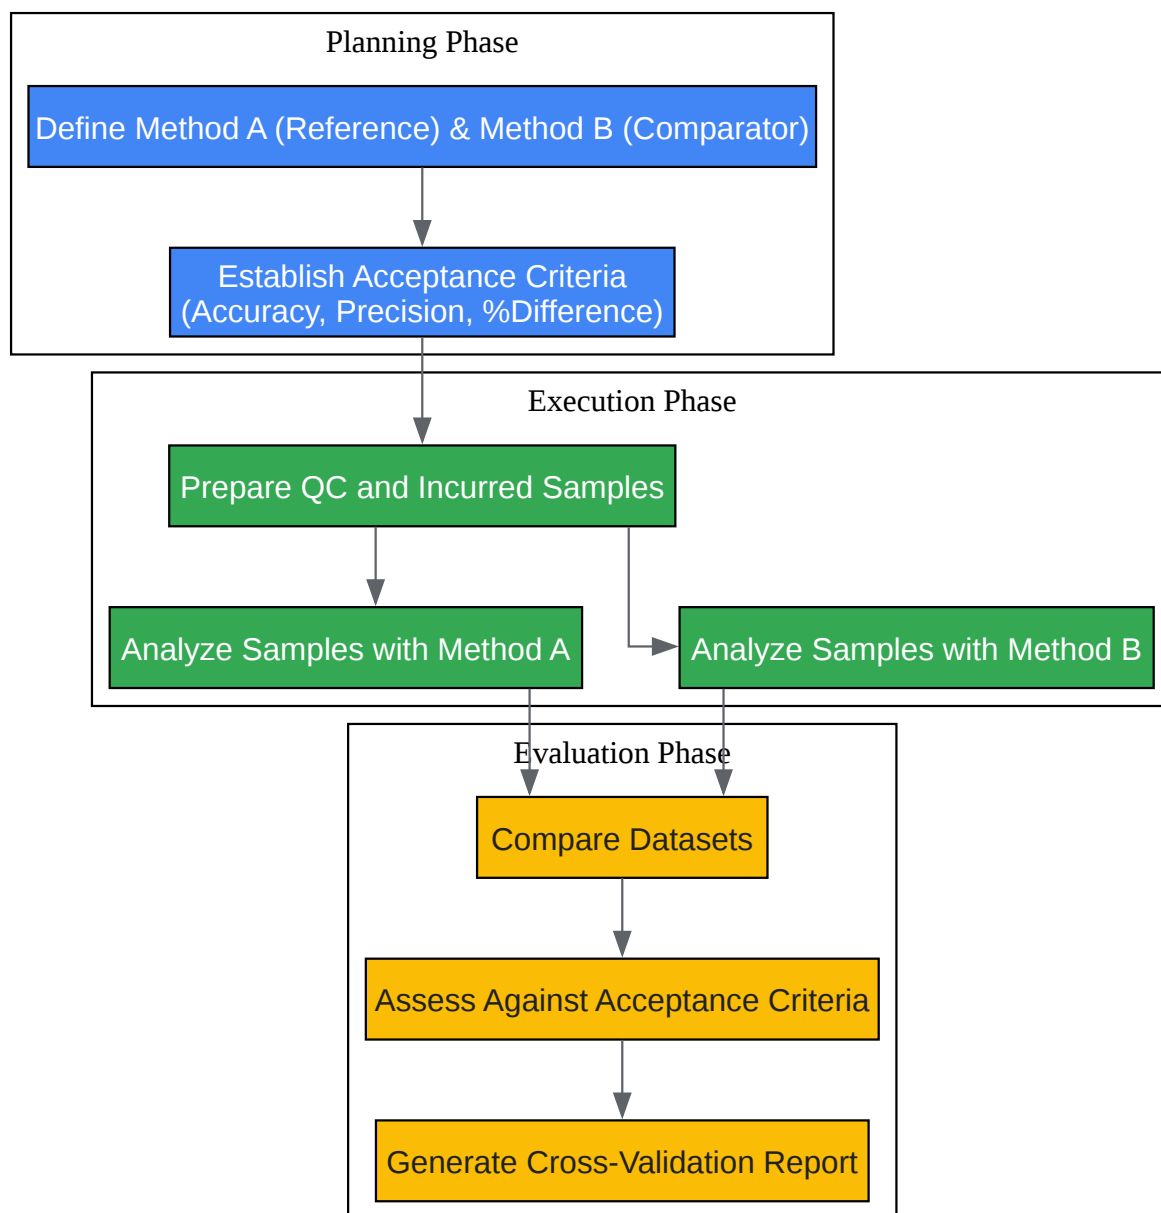 Planning Phase
Define Method A (Reference) & Method B (Comparator)
Establish Acceptance Criteria
(Accuracy, Precision, %Difference)
Execution Phase
Prepare QC and Incurred Samples
Analyze Samples with Method A
Analyze Samples with Method B
Evaluation Phase
Compare Datasets
Assess Against Acceptance Criteria
Generate Cross-Validation Report